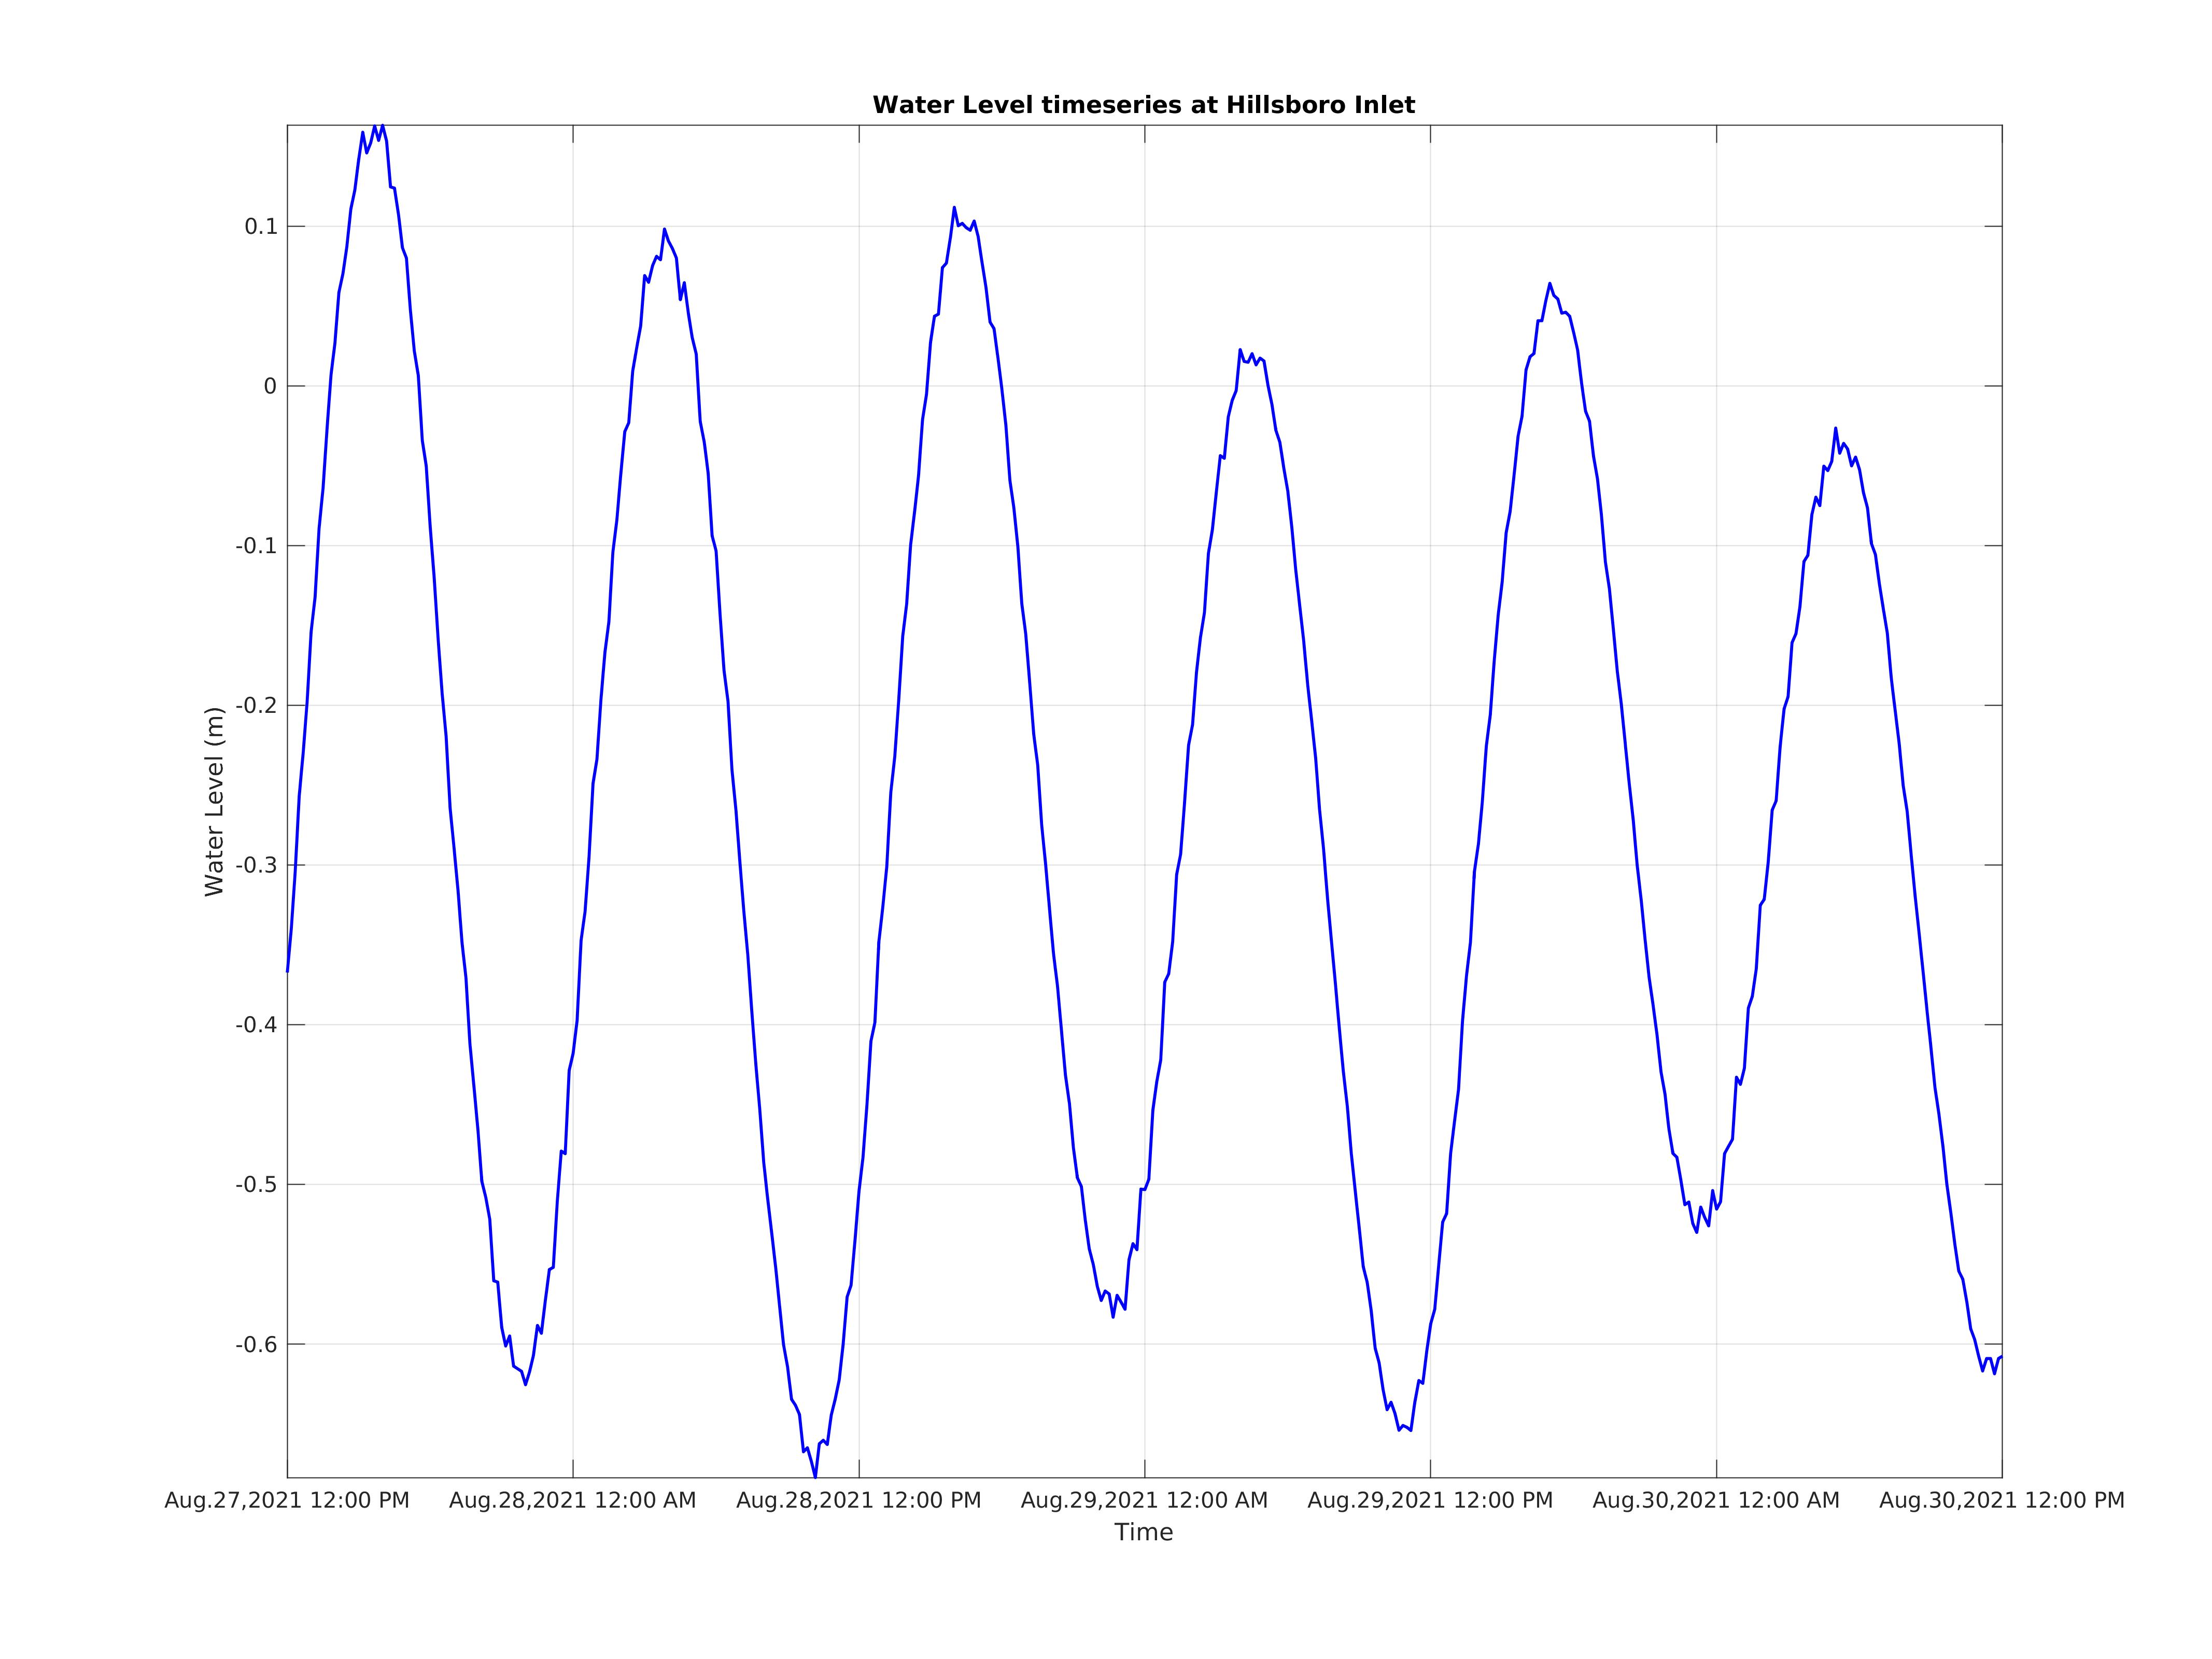 Water Level timeseries at Hillsboro Inlet
0.1
0
-0.1
-0.2
-0.3
-0.4
-0.5
-0.6
Water Level (m)
Aug.27,2021 12:00 PM Aug.28,2021 12:00 AM Aug.28,2021 12:00 PM Aug.29,2021 12:00 AM Aug.29,2021 12:00 PM Aug.30,2021 12:00 AM Aug.30,2021 12:00 PM
Time